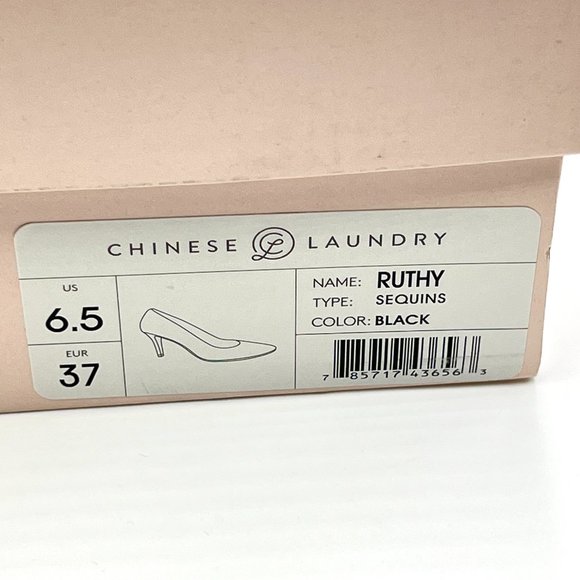 CHINESE LAUNDRY
US
6.5
EUR
37
NAME: RUTHY
TYPE: SEQUINS
COLOR: BLACK
7 85717 43656 3